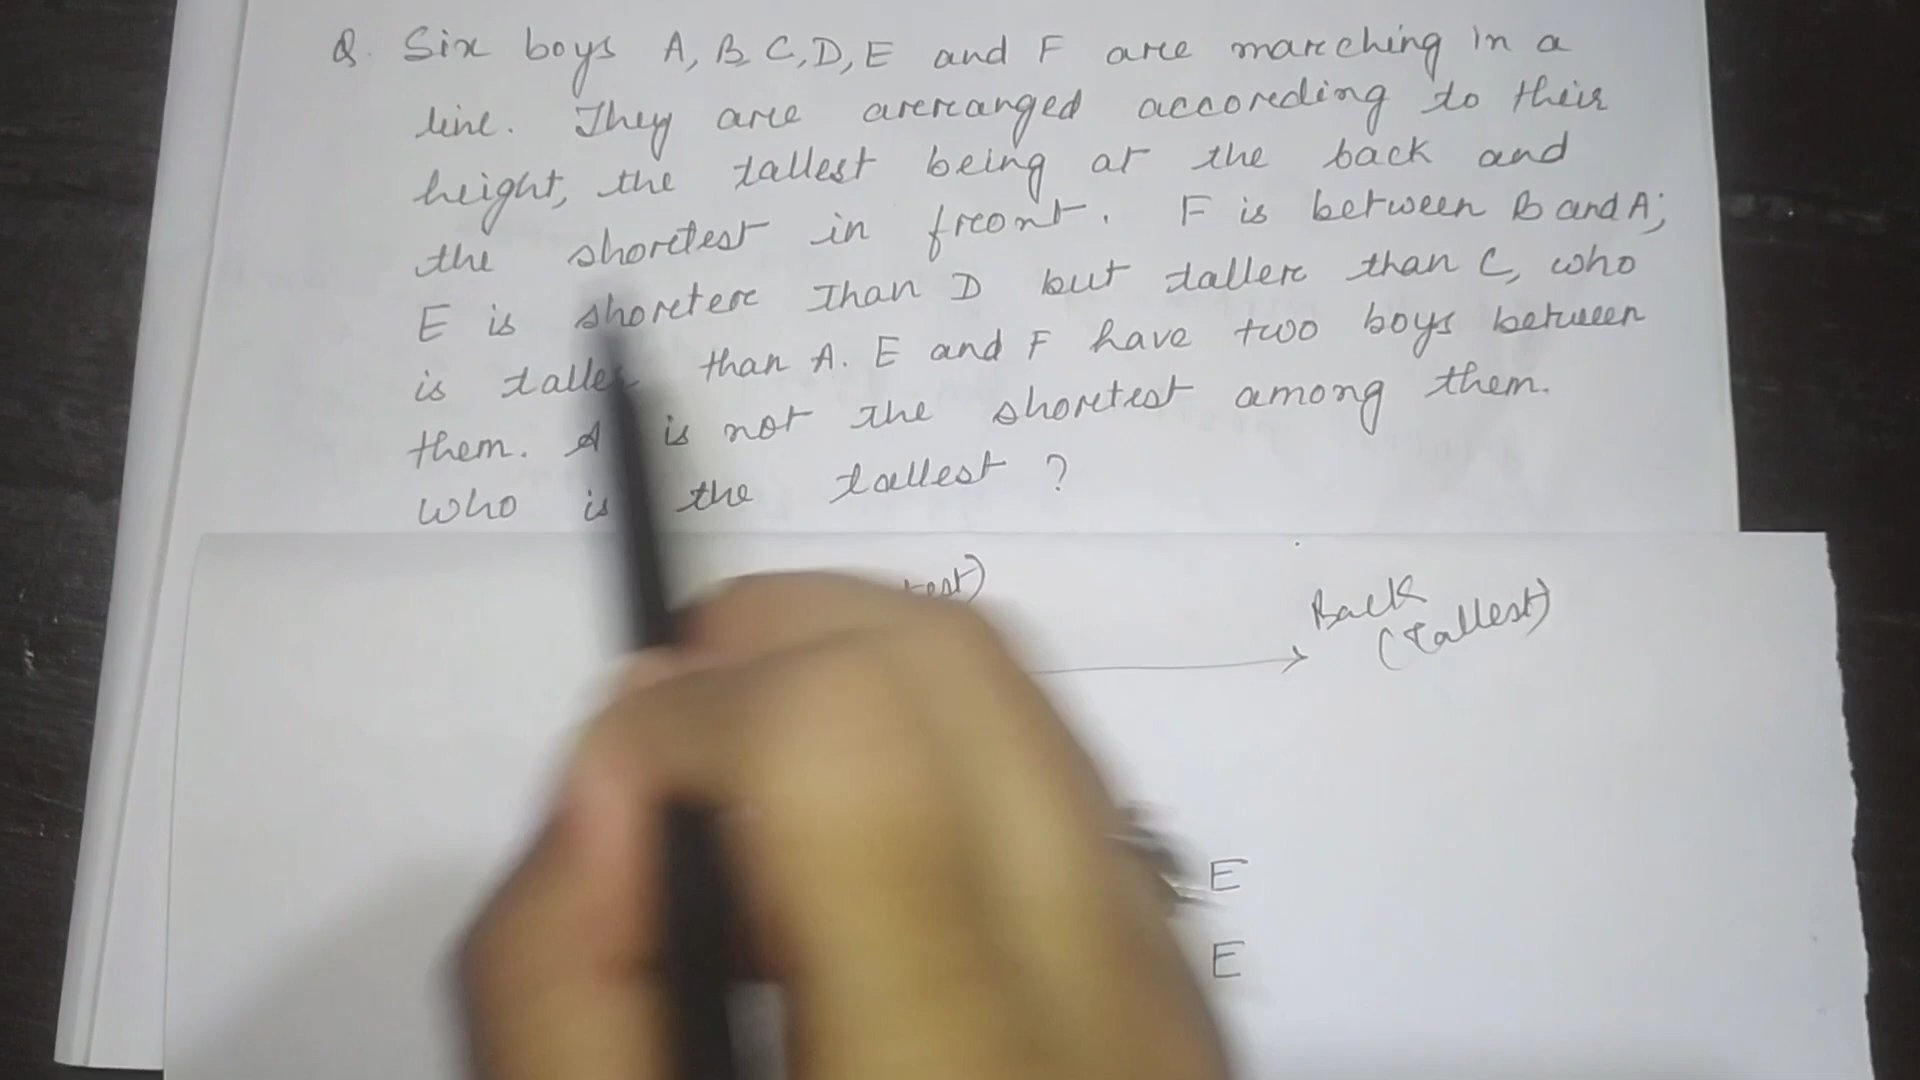 Q. Six boys A, B, C, D, E and F are marching in a
line. They are arranged according to their
height, the tallest being at the back and
the shortest in front. F is between B and A;
E is shorter than D but taller than C, who
is taller than A. E and F have two boys between
them. A is not the shortest among them.
Who is the tallest ?
Back
(Tallest)
E
E